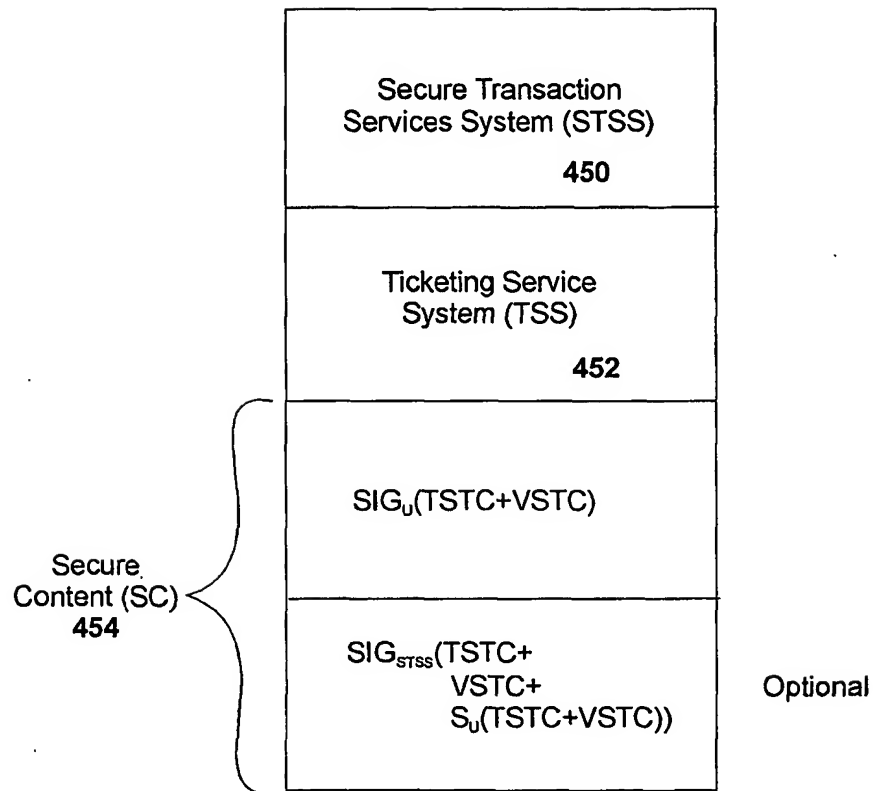 Secure Transaction
Services System (STSS)
450
Ticketing Service
System (TSS)
452
SIGᵤ(TSTC+VSTC)
Secure
Content (SC)
454
SIGSTSS(TSTC+
VSTC+
Sᵤ(TSTC+VSTC))
Optional